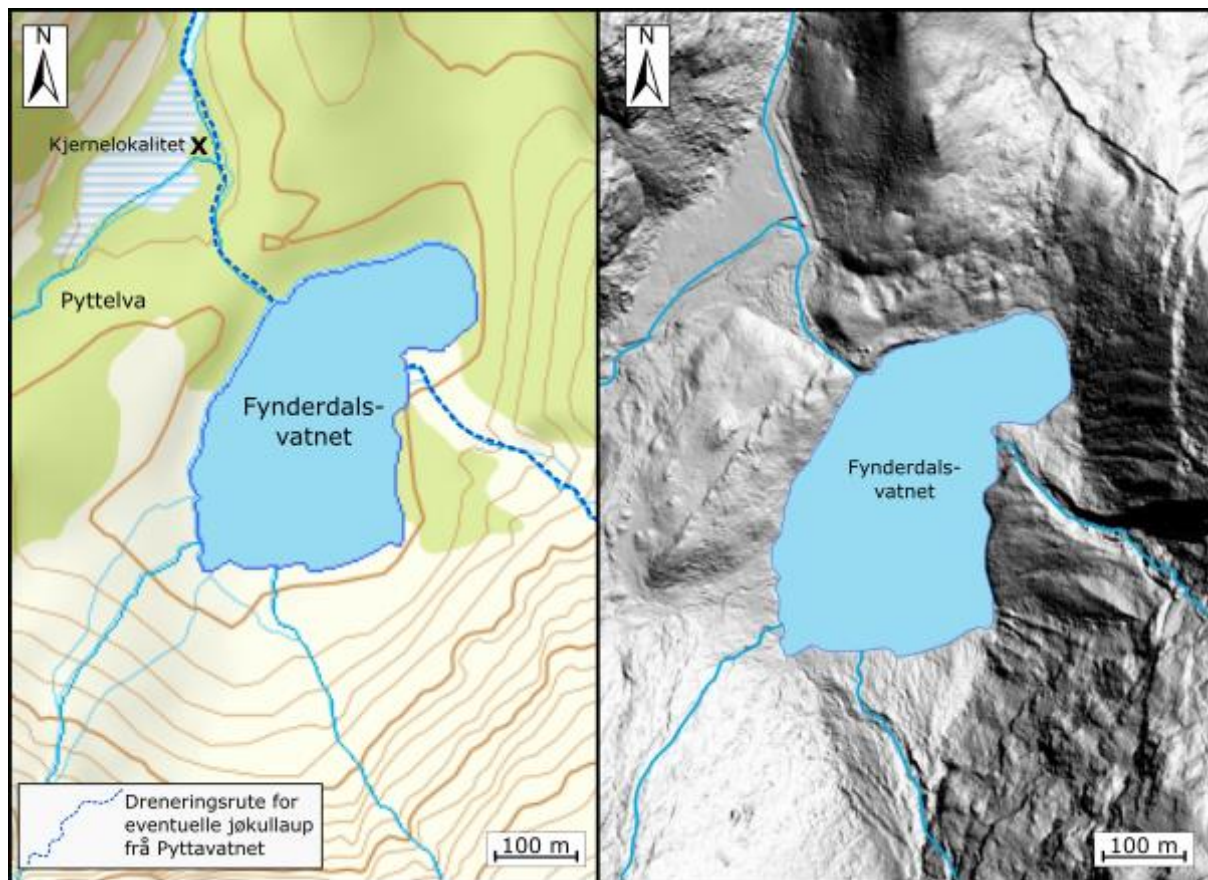 N
Kjernelokalitet X
Pyttelva
Fynderdals-
vatnet
Dreneringsrute for
eventuelle jøkullaup
frå Pyttavatnet
100 m
N
Fynderdals-
vatnet
100 m